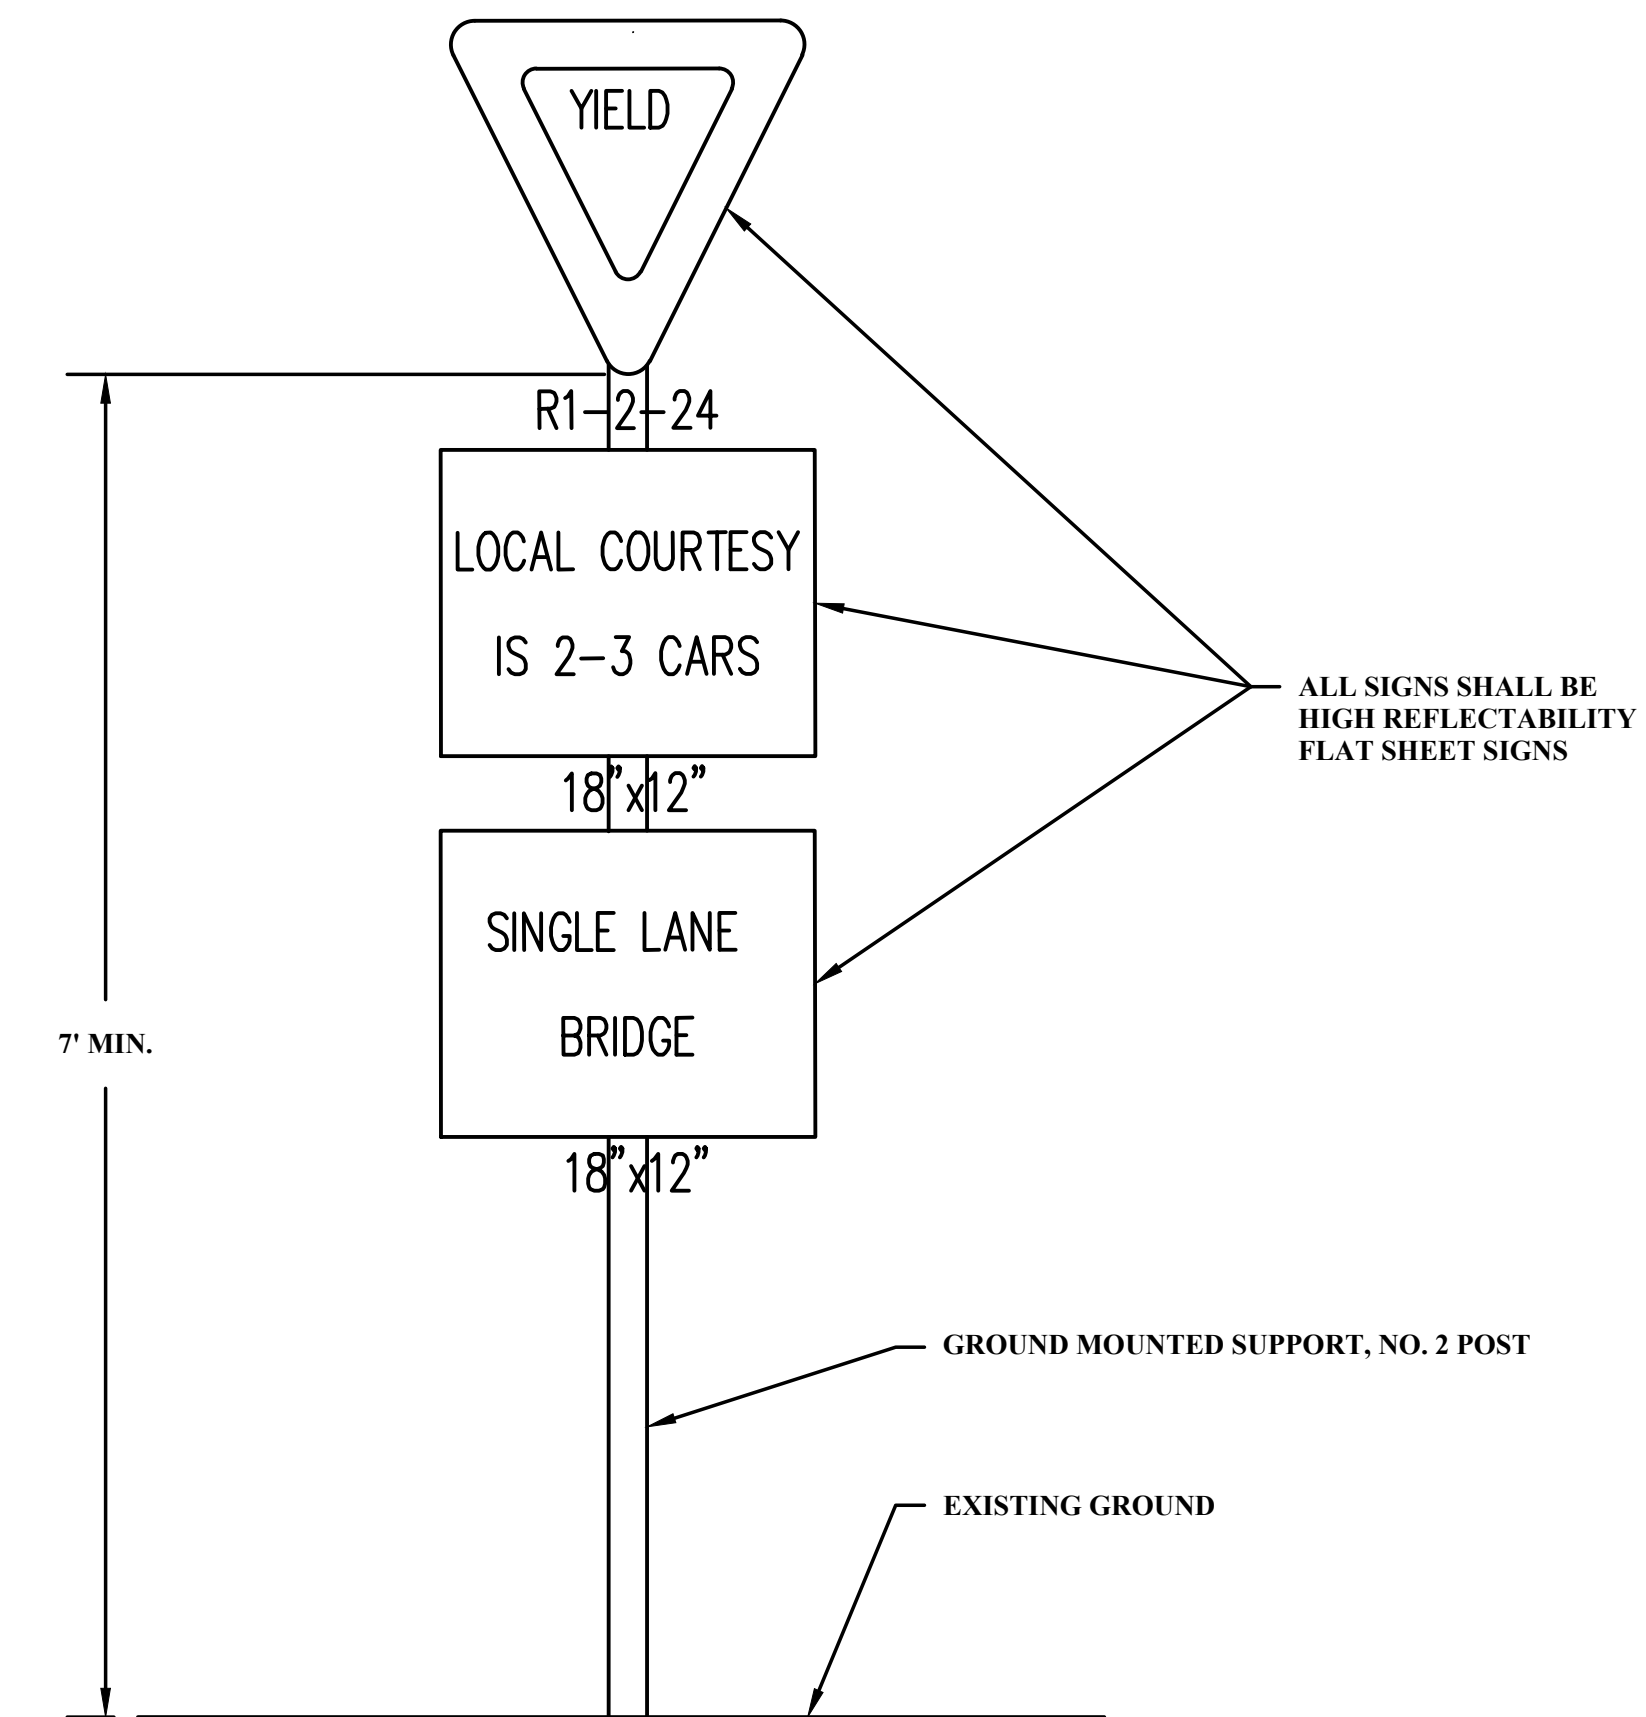 YIELD
R1-2-24
LOCAL COURTESY
IS 2-3 CARS
ALL SIGNS SHALL BE
HIGH REFLECTABILITY
FLAT SHEET SIGNS
18”x12”
SINGLE LANE
BRIDGE
7' MIN.
18”x12”
GROUND MOUNTED SUPPORT, NO. 2 POST
EXISTING GROUND